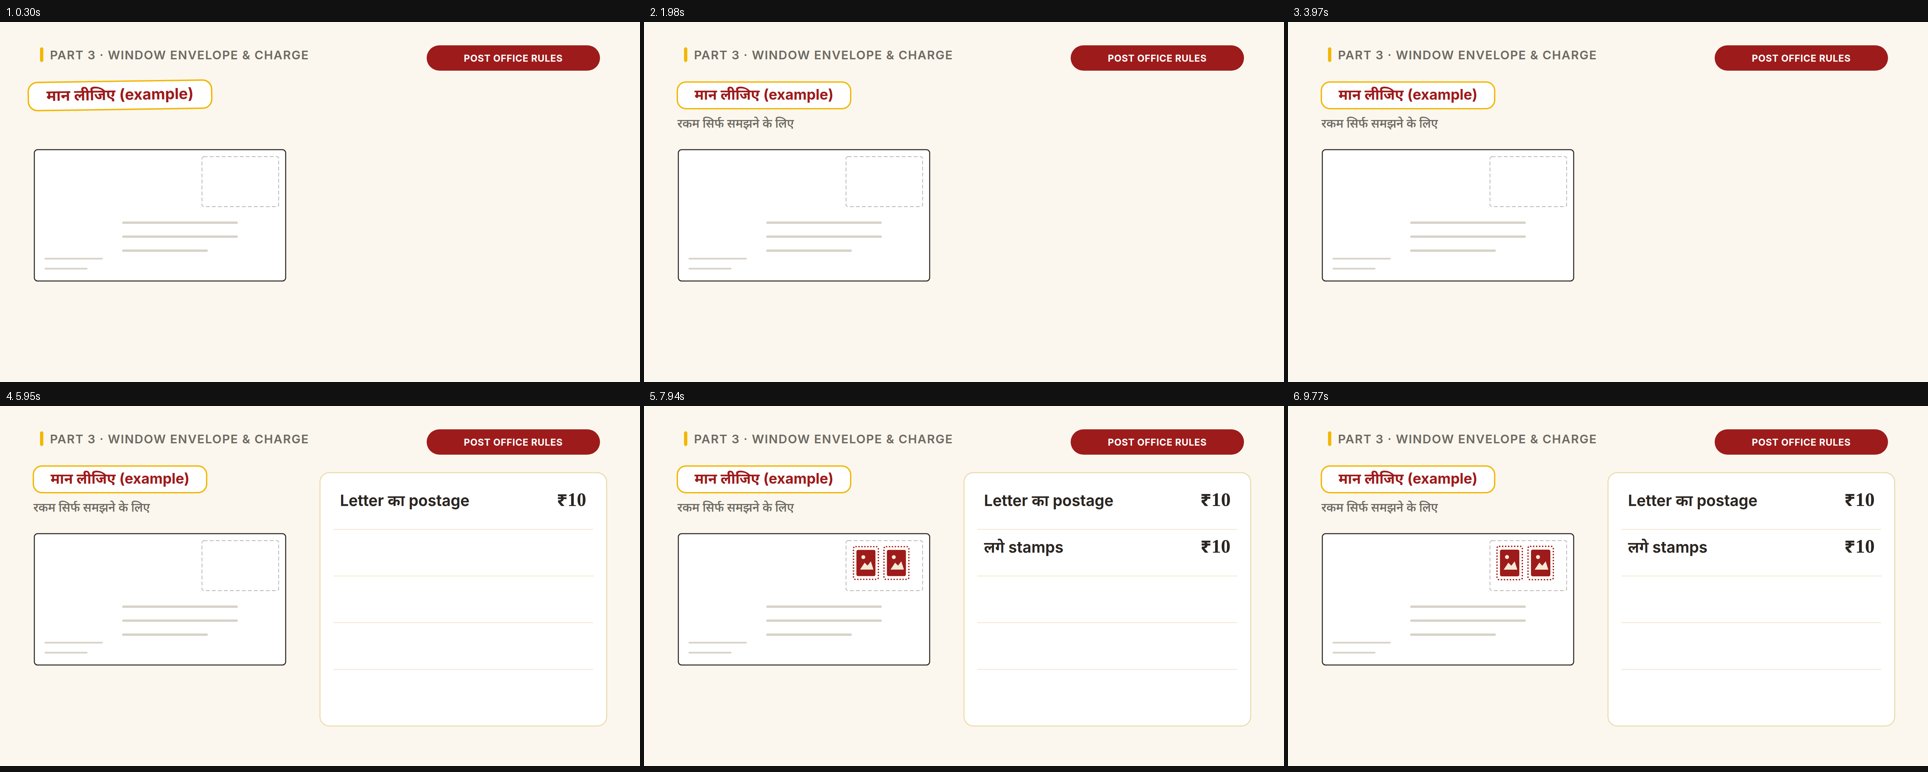 1. 0.30s
PART 3 · WINDOW ENVELOPE & CHARGE
POST OFFICE RULES
मान लीजिए (example)
2. 1.98s
PART 3 · WINDOW ENVELOPE & CHARGE
POST OFFICE RULES
मान लीजिए (example)
रकम सिर्फ समझने के लिए
3. 3.97s
PART 3 · WINDOW ENVELOPE & CHARGE
POST OFFICE RULES
मान लीजिए (example)
रकम सिर्फ समझने के लिए
4. 5.95s
PART 3 · WINDOW ENVELOPE & CHARGE
POST OFFICE RULES
मान लीजिए (example)
रकम सिर्फ समझने के लिए
Letter का postage ₹10
5. 7.94s
PART 3 · WINDOW ENVELOPE & CHARGE
POST OFFICE RULES
मान लीजिए (example)
रकम सिर्फ समझने के लिए
Letter का postage ₹10
लगे stamps ₹10
6. 9.77s
PART 3 · WINDOW ENVELOPE & CHARGE
POST OFFICE RULES
मान लीजिए (example)
रकम सिर्फ समझने के लिए
Letter का postage ₹10
लगे stamps ₹10